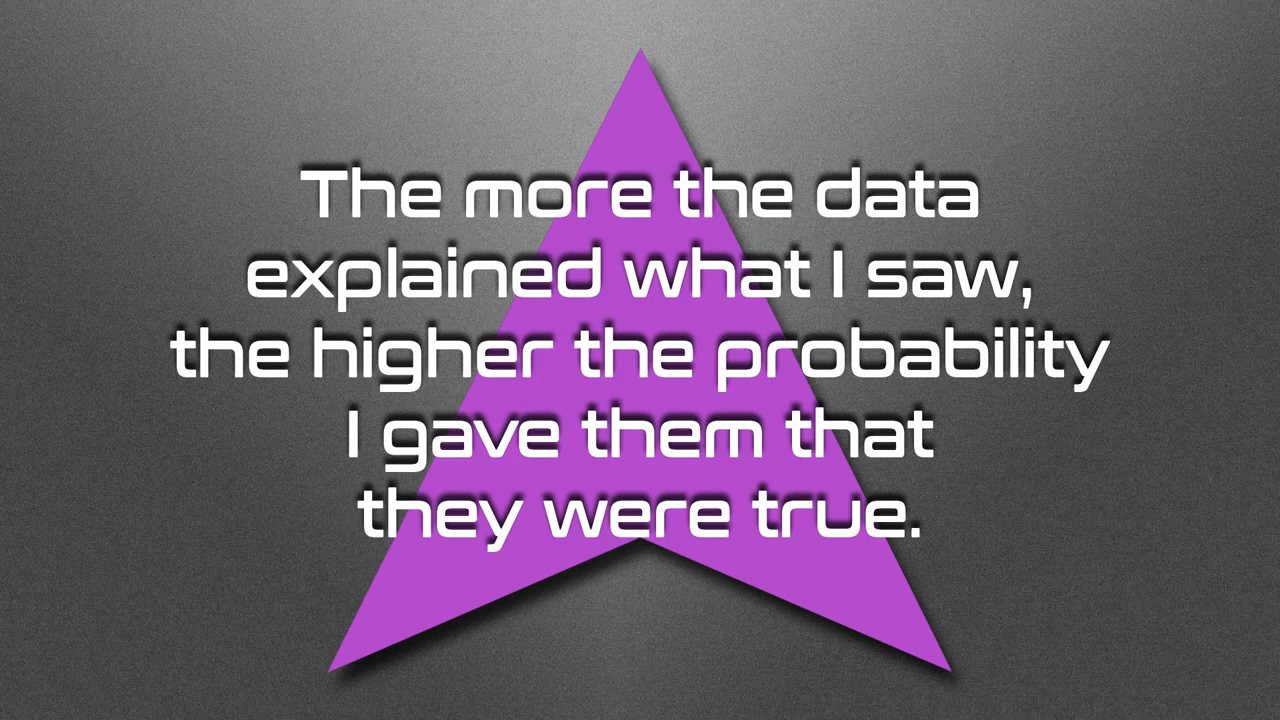 The more the data
explained what I saw,
the higher the probability
I gave them that
they were true.